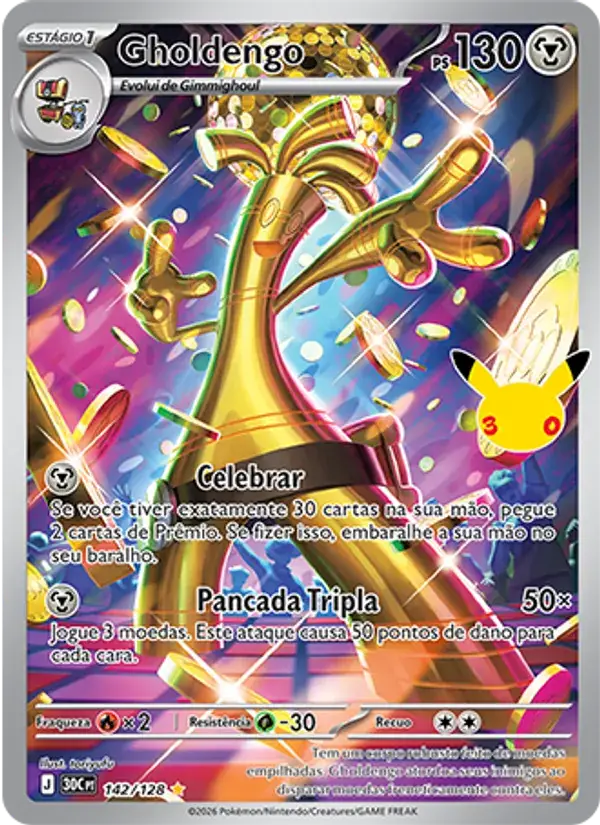 ESTÁGIO 1
Gholdengo
PS 130
Evolui de Gimmighoul
30
Celebrar
Se você tiver exatamente 30 cartas na sua mão, pegue
2 cartas de Prêmio. Se fizer isso, embaralhe a sua mão no
seu baralho.
Pancada Tripla 50×
Jogue 3 moedas. Este ataque causa 50 pontos de dano para
cada cara.
Fraqueza ×2 Resistência -30 Recuo
Ilust. toriyufu
Tem um corpo robusto feito de moedas
empilhadas. Gholdengo atordoa seus inimigos ao
disparar moedas freneticamente contra eles.
J 30C PT 142/128
©2026 Pokémon/Nintendo/Creatures/GAME FREAK